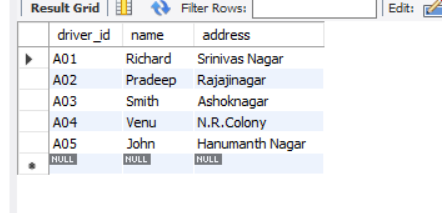 Result Grid Filter Rows: Edit:
driver_id name address
A01 Richard Srinivas Nagar
A02 Pradeep Rajajinagar
A03 Smith Ashoknagar
A04 Venu N.R.Colony
A05 John Hanumanth Nagar
NULL NULL NULL